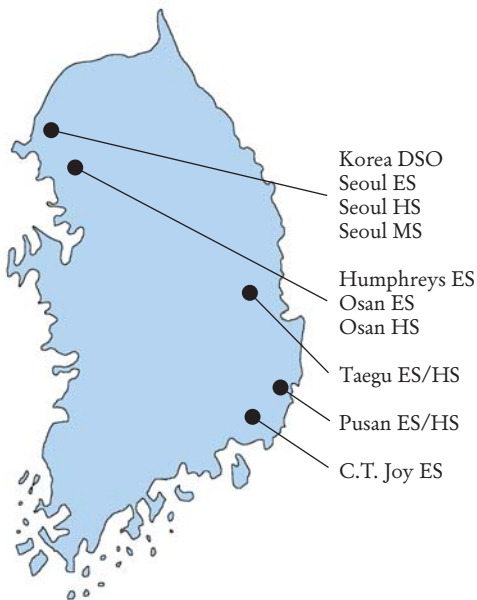 Korea DSO
Seoul ES
Seoul HS
Seoul MS
Humphreys ES
Osan ES
Osan HS
Taegu ES/HS
Pusan ES/HS
C.T. Joy ES